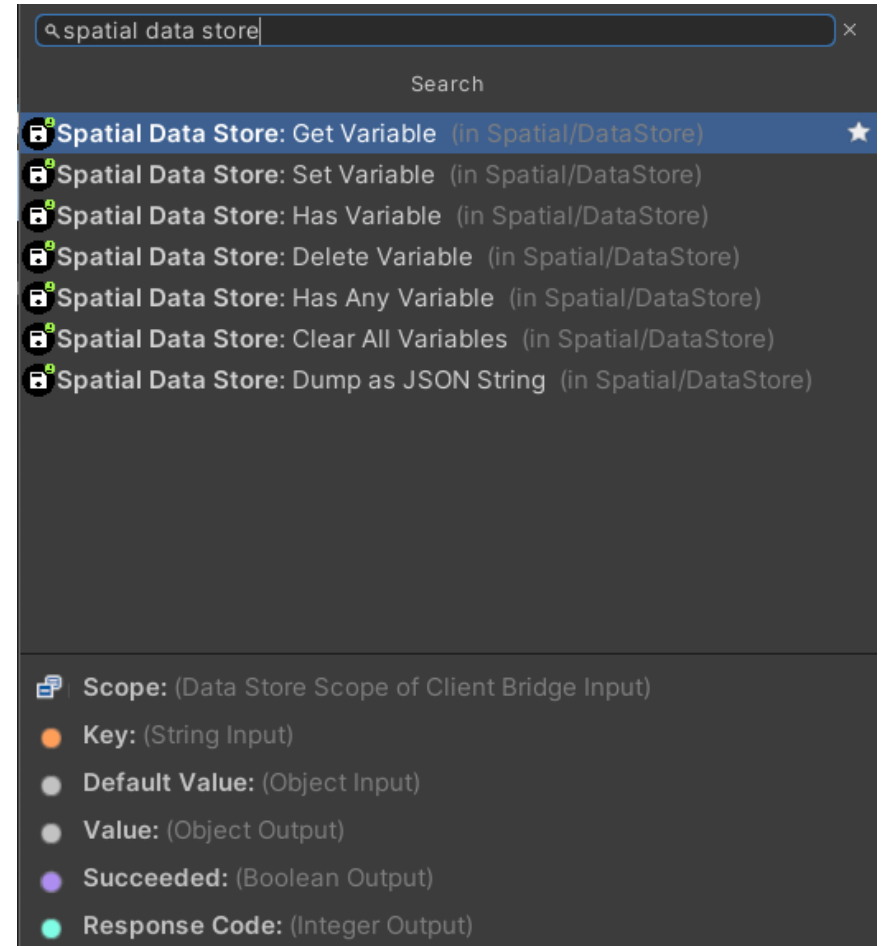 spatial data store
Search
Spatial Data Store: Get Variable (in Spatial/DataStore)
Spatial Data Store: Set Variable (in Spatial/DataStore)
Spatial Data Store: Has Variable (in Spatial/DataStore)
Spatial Data Store: Delete Variable (in Spatial/DataStore)
Spatial Data Store: Has Any Variable (in Spatial/DataStore)
Spatial Data Store: Clear All Variables (in Spatial/DataStore)
Spatial Data Store: Dump as JSON String (in Spatial/DataStore)
Scope: (Data Store Scope of Client Bridge Input)
Key: (String Input)
Default Value: (Object Input)
Value: (Object Output)
Succeeded: (Boolean Output)
Response Code: (Integer Output)